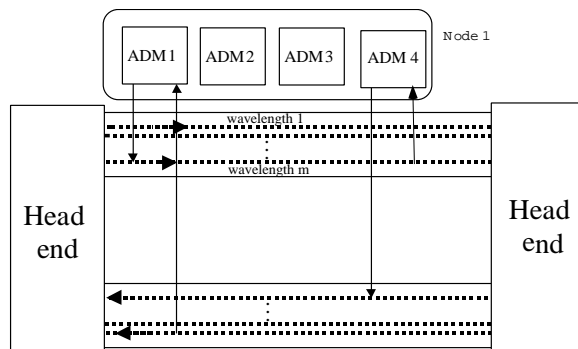 Node 1
ADM 1
ADM 2
ADM 3
ADM 4
wavelength 1
wavelength m
Head
end
Head
end